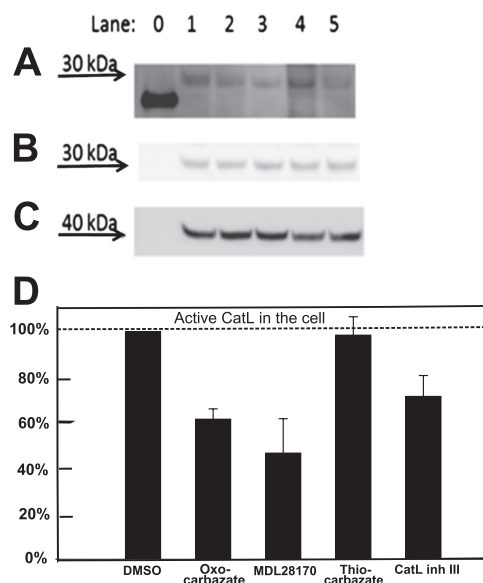 Lane: 0 1 2 3 4 5
A
30 kDa
B
30 kDa
C
40 kDa
D
Active CatL in the cell
100%
80%
60%
40%
20%
0%
DMSO Oxo- MDL28170 Thio- CatL inh III
carbazate carbazate